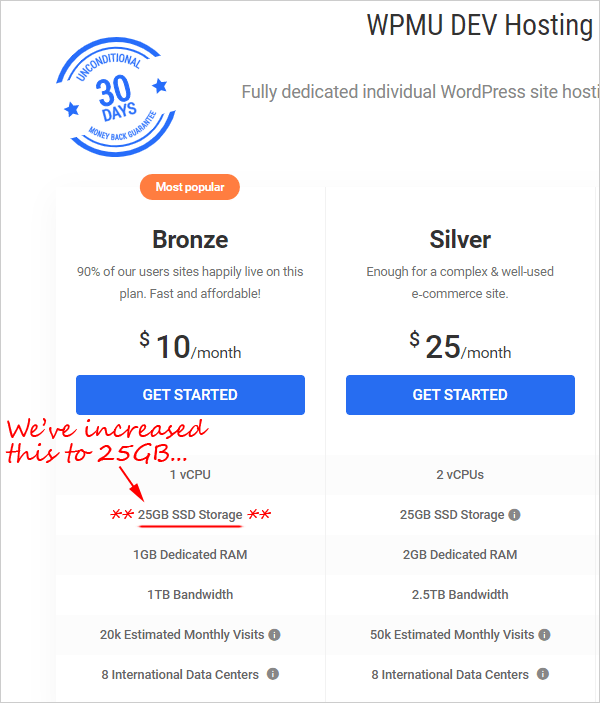 WPMU DEV Hosting
UNCONDITIONAL
30
DAYS
MONEY BACK GUARANTEE
Fully dedicated individual WordPress site hosti
Most popular
Bronze
90% of our users sites happily live on this
plan. Fast and affordable!
$ 10/month
GET STARTED
We've increased
this to 25GB...
1 vCPU
** 25GB SSD Storage **
1GB Dedicated RAM
1TB Bandwidth
20k Estimated Monthly Visits
8 International Data Centers
Silver
Enough for a complex & well-used
e-commerce site.
$ 25/month
GET STARTED
2 vCPUs
25GB SSD Storage
2GB Dedicated RAM
2.5TB Bandwidth
50k Estimated Monthly Visits
8 International Data Centers